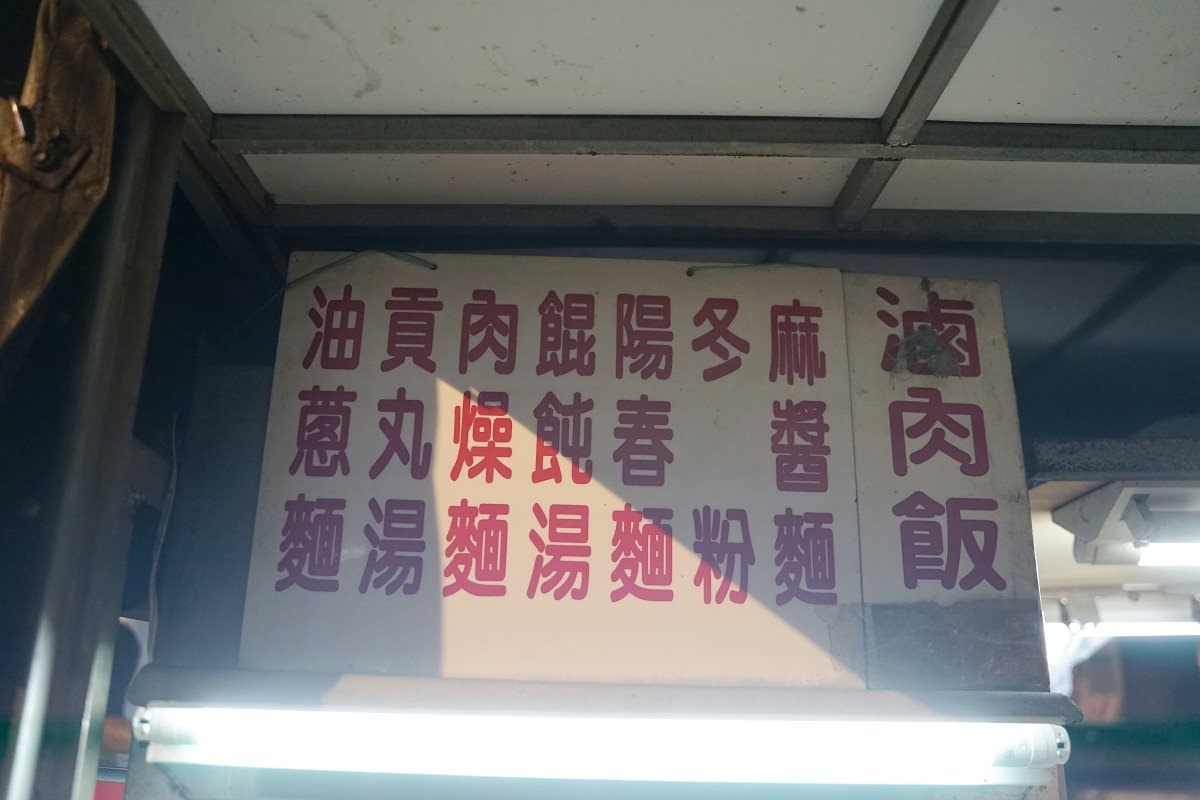 滷肉飯
麻醬麵
冬粉
陽春麵
餛飩湯
肉燥麵
貢丸湯
油蔥麵